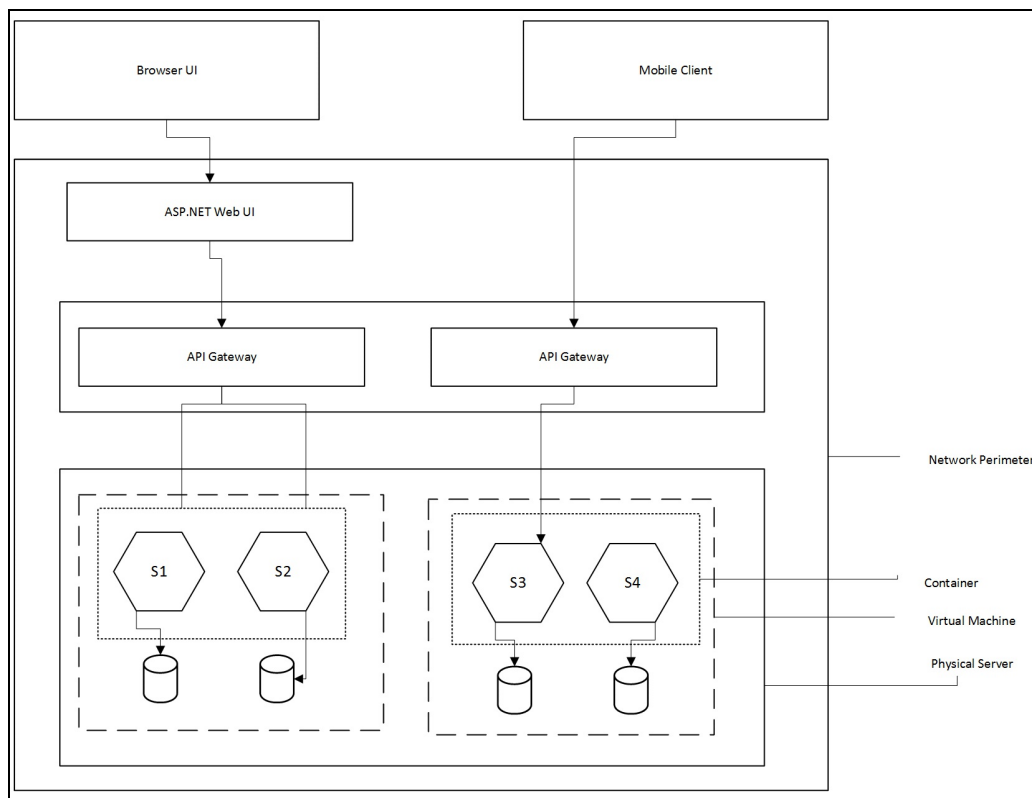 Browser UI
Mobile Client
ASP.NET Web UI
API Gateway
API Gateway
Network Perimeter
S1
S2
S3
S4
Container
Virtual Machine
Physical Server